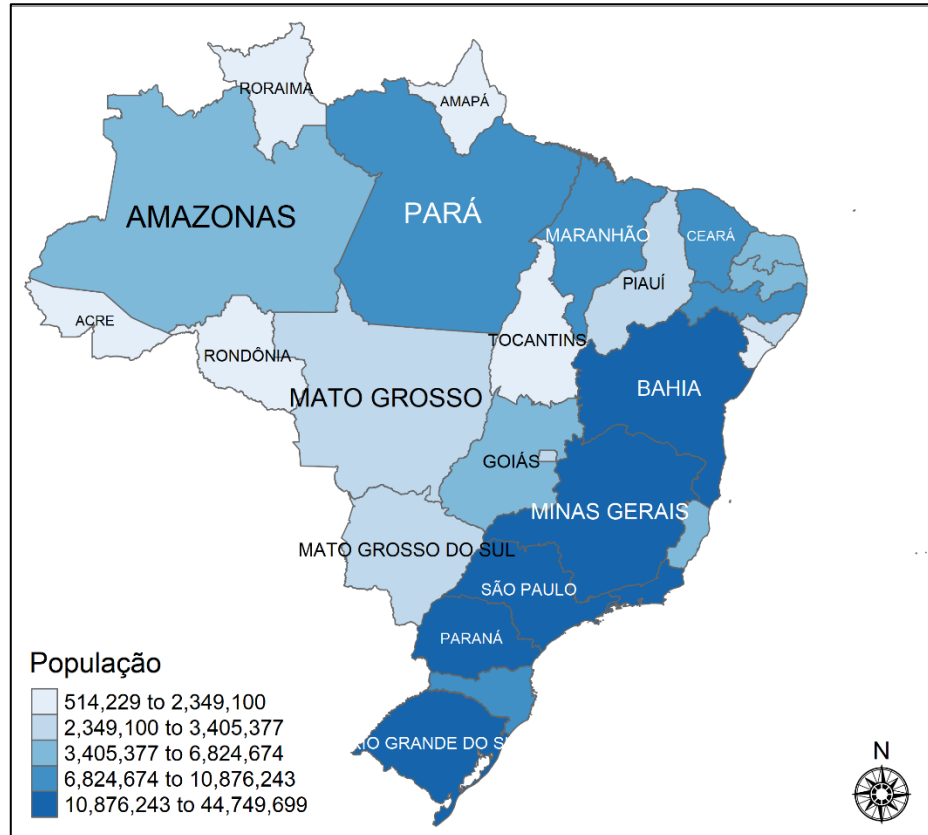 RORAIMA
AMAPÁ
AMAZONAS
PARÁ
MARANHÃO
CEARÁ
PIAUÍ
ACRE
RONDÔNIA
TOCANTINS
MATO GROSSO
BAHIA
GOIÁS
MINAS GERAIS
MATO GROSSO DO SUL
SÃO PAULO
PARANÁ
RIO GRANDE DO S
População
514,229 to 2,349,100
2,349,100 to 3,405,377
3,405,377 to 6,824,674
6,824,674 to 10,876,243
10,876,243 to 44,749,699
N